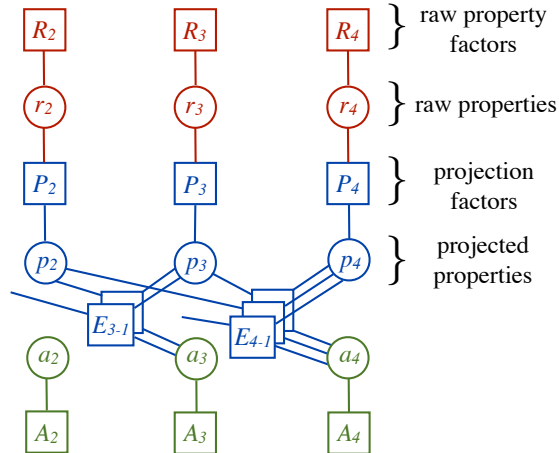 R2 R3 R4 } raw property
factors
r2 r3 r4 } raw properties
P2 P3 P4 } projection
factors
p2 p3 p4 } projected
properties
E3-1 E4-1
a2 a3 a4
A2 A3 A4